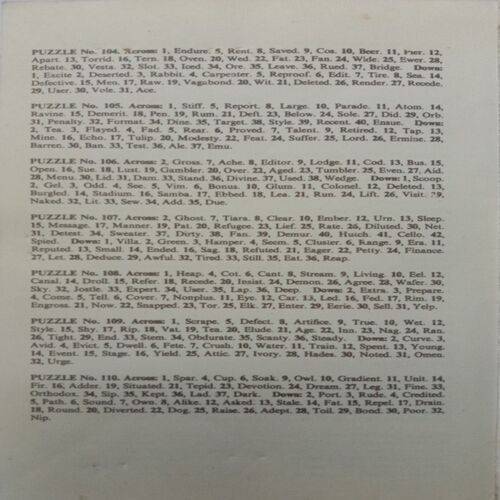 PUZZLE No. 104. Across: 1, Endure. 5, Rent. 8, Saved. 9, Cos. 10, Beer. 11, Pier. 12,
Apart. 13, Torrid. 16, Tern. 18, Oven. 20, Wed. 22, Fat. 23, Fan. 24, Wide. 25, Ewer. 28,
Rebate. 30, Vesta. 32, Slot. 33, Iced. 34, Ore. 35, Leave. 36, Rued. 37, Bridge. Down:
1, Excite 2, Deserted. 3, Rabbit. 4, Carpenter. 5, Reproof. 6, Edit. 7, Tire. 8, Sea. 14,
Defective. 15, Men. 17, Raw. 19, Vagabond. 20, Wit. 21, Deleted. 26, Render. 27, Recede.
29, User. 30, Vole. 31, Ace.
PUZZLE No. 105. Across: 1, Stiff. 5, Report. 8, Large. 10, Parade. 11, Atom. 14,
Ravine. 15, Demerit. 18, Pen. 19, Rum. 21, Deft. 23, Below. 24, Sole. 27, Did. 29, Orb.
31, Penalty. 32, Format. 34, Dine. 35, Target. 38, Style. 39, Recent. 40, Ensue. Down:
2, Tea. 3, Flayed. 4, Fad. 5, Rear. 6, Proved. 7, Talent. 9, Retired. 12, Tap. 13,
Mine. 16, Echo. 17, Tulip. 20, Modesty. 22, Feat. 24, Suffer. 25, Lord. 26, Ermine. 28,
Barren. 30, Ban. 33, Test. 36, Ale. 37, Emu.
PUZZLE No. 106. Across: 2, Gross. 7, Ache. 8, Editor. 9, Lodge. 11, Cod. 13, Bus. 15,
Open. 16, Sue. 18, Lust. 19, Gambler. 20, Over. 22, Aged. 23, Tumbler. 25, Even. 27, Aid.
28, Menu. 30, Lid. 31, Dam. 33, Stand. 36, Divine. 37, Used. 38, Wedge. Down: 1, Scoop.
2, Gel. 3, Odd. 4, See. 5, Vim. 6, Bonus. 10, Glum. 11, Colonel. 12, Deleted. 13,
Burgled. 14, Stadium. 16, Samba. 17, Ebbed. 18, Lea. 21, Run. 24, Lift. 26, Visit.
Naked. 32, Lit. 33, Sew. 34, Add. 35, Due.
PUZZLE No. 107. Across: 2, Ghost. 7, Tiara. 8, Clear. 10, Ember. 12, Urn. 13, Sleep.
15, Message. 17, Manner. 19, Pat. 20, Refugee. 23, Lief. 25, Rate. 26, Diluted. 30, Net.
31, Detent. 34, Sweater. 37, Dirty. 38, Fan. 39, Demur. 40, Hutch. 41, Cello. 42,
Spied. Down: 1, Villa. 2, Green. 3, Hamper. 4, Seem. 5, Cluster. 6, Range. 9, Era. 11,
Reputed. 13, Small. 14, Ended. 16, Sag. 18, Refuted. 21, Eager. 22, Petty. 24, Finance.
27, Let. 28, Deduce. 29, Awful. 32, Tired. 33, Still. 35, Eat. 36, Reap.
PUZZLE No. 108. Across: 1, Heap. 4, Cot. 6, Cant. 8, Stream. 9, Living. 10, Eel. 12,
Canal. 14, Droll. 15, Refer. 18, Recede. 20, Insist. 24, Demon. 26, Agree. 28, Wafer. 30,
Sky. 32, Jostle. 33, Expert. 34, User. 35, Lap. 36, Deep. Down: 2, Extra. 3, Prepare.
4, Come. 5, Tell. 6, Cover. 7, Nonplus. 11, Eye. 12, Car. 13, Led. 16, Fed. 17, Rim. 19,
Engross. 21, Now. 22, Snapped. 23, Tor. 25, Elk. 27, Enter. 29, Eerie. 30, Sell. 31, Yelp.
PUZZLE No. 109. Across: 1, Scrape. 5, Defect. 8, Artifice. 9, True. 10, Wet. 12,
Style. 15, Shy. 17, Rip. 18, Vat. 19, Tea. 20, Elude. 21, Age. 22, Inn. 23, Nag. 24, Ran.
26, Tight. 29, End. 33, Stem. 34, Obdurate. 35, Scanty. 36, Steady. Down: 2, Curve. 3,
Avid. 4, Evict. 5, Dwell. 6, Fete. 7, Crush. 10, Water. 11, Train. 12, Spent. 13, Young.
14, Event. 15, Stage. 16, Yield. 25, Attic. 27, Ivory. 28, Hades. 30, Noted. 31, Omen.
32, Urge.
PUZZLE No. 110. Across: 1, Spar. 4, Cup. 6, Soak. 9, Owl. 10, Gradient. 11, Unit. 14,
Fir. 16, Adder. 19, Situated. 21, Tepid. 23, Devotion. 24, Dream. 27, Leg. 31, Fine. 33,
Orthodox. 34, Sip. 35, Kept. 36, Lad. 37, Dark. Down: 2, Port. 3, Rude. 4, Credited.
5, Path. 6, Sound. 7, Own. 8, Alike. 12, Asked. 13, Stale. 14, Fat. 15, Repel. 17, Drain.
18, Round. 20, Diverted. 22, Dog. 25, Raise. 26, Adept. 28, Toil. 29, Bond. 30, Poor. 32,
Nip.